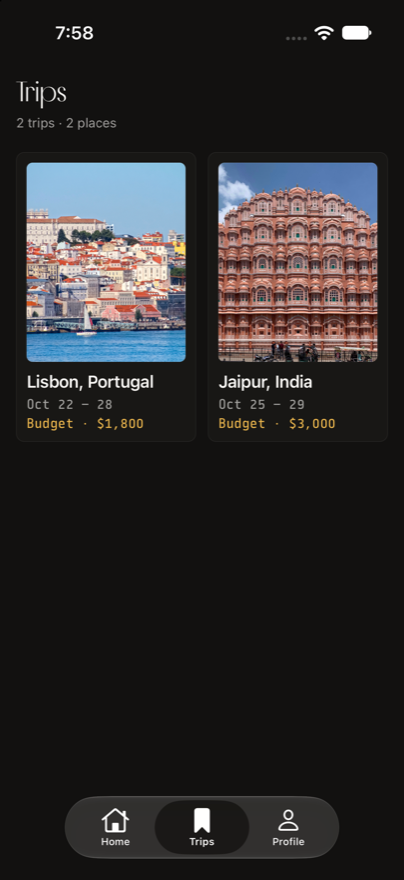 7:58
Trips
2 trips · 2 places
Lisbon, Portugal
Oct 22 – 28
Budget · $1,800
Jaipur, India
Oct 25 – 29
Budget · $3,000
Home
Trips
Profile